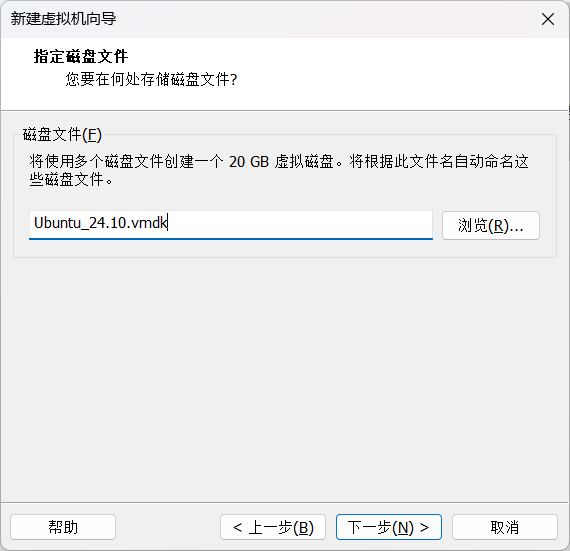 新建虚拟机向导
指定磁盘文件
您要在何处存储磁盘文件?
磁盘文件(F)
将使用多个磁盘文件创建一个 20 GB 虚拟磁盘。将根据此文件名自动命名这
些磁盘文件。
Ubuntu_24.10.vmdk
浏览(R)...
帮助
< 上一步(B)
下一步(N) >
取消